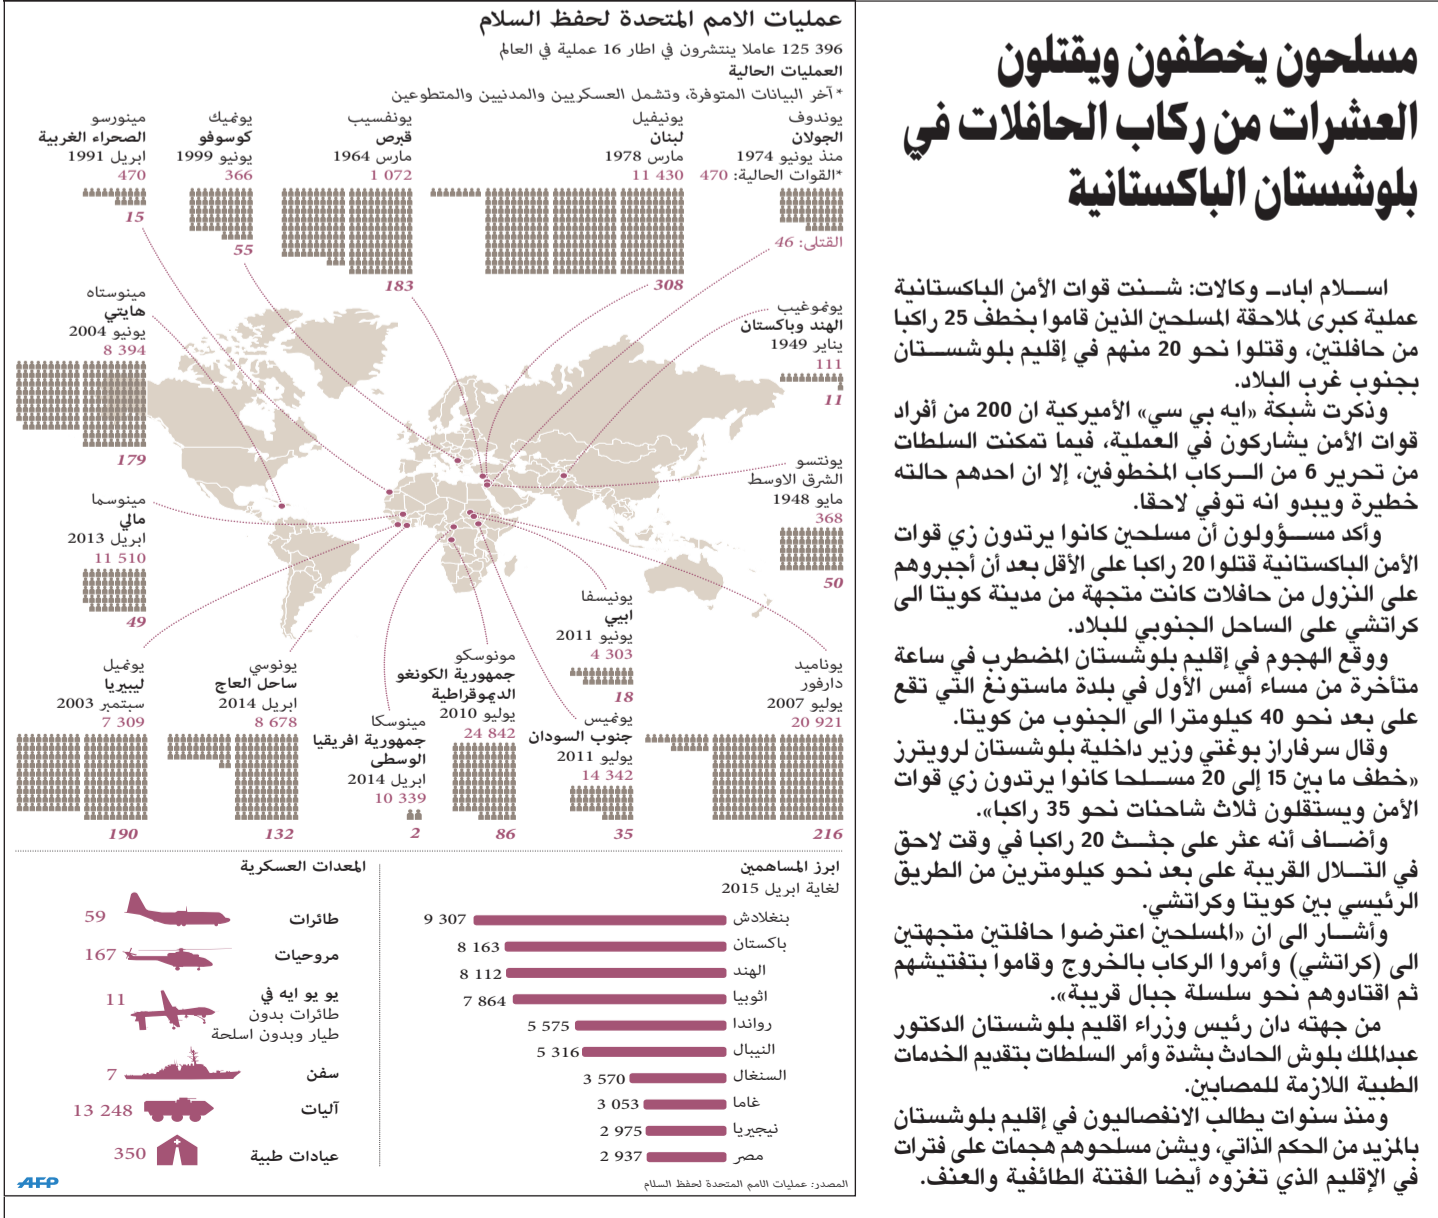 مسلحون يخطفون ويقتلون
العشرات من ركاب الحافلات في
بلوشستان الباكستانية
اســـلام ابادـ وكالات: شـــنت قوات الأمن الباكستانية
عملية كبرى لملاحقة المسلحين الذين قاموا بخطف 25 راكبا
من حافلتين، وقتلوا نحو 20 منهم في إقليم بلوشســـتان
بجنوب غرب البلاد.
وذكرت شبكة «ايه بي سي» الأميركية ان 200 من أفراد
قوات الأمن يشاركون في العملية، فيما تمكنت السلطات
من تحرير 6 من الـــركاب المخطوفين، إلا ان احدهم حالته
خطيرة ويبدو انه توفي لاحقا.
وأكد مســـؤولون أن مسلحين كانوا يرتدون زي قوات
الأمن الباكستانية قتلوا 20 راكبا على الأقل بعد أن أجبروهم
على النزول من حافلات كانت متجهة من مدينة كويتا الى
كراتشي على الساحل الجنوبي للبلاد.
ووقع الهجوم في إقليم بلوشستان المضطرب في ساعة
متأخرة من مساء أمس الأول في بلدة ماستونغ التي تقع
على بعد نحو 40 كيلومترا الى الجنوب من كويتا.
وقال سرفاراز بوغتي وزير داخلية بلوشستان لرويترز
«خطف ما بين 15 إلى 20 مســـلحا كانوا يرتدون زي قوات
الأمن ويستقلون ثلاث شاحنات نحو 35 راكبا».
وأضـــاف أنه عثر على جثـــث 20 راكبا في وقت لاحق
في التـــلال القريبة على بعد نحو كيلومترين من الطريق
الرئيسي بين كويتا وكراتشي.
وأشـــار الى ان «المسلحين اعترضوا حافلتين متجهتين
الى (كراتشي) وأمروا الركاب بالخروج وقاموا بتفتيشهم
ثم اقتادوهم نحو سلسلة جبال قريبة».
من جهته دان رئيس وزراء اقليم بلوشستان الدكتور
عبدالملك بلوش الحادث بشدة وأمر السلطات بتقديم الخدمات
الطبية اللازمة للمصابين.
ومنذ سنوات يطالب الانفصاليون في إقليم بلوشستان
بالمزيد من الحكم الذاتي، ويشن مسلحوهم هجمات على فترات
في الإقليم الذي تغزوه أيضا الفتنة الطائفية والعنف.
عمليات الامم المتحدة لحفظ السلام
125 396 عاملا ينتشرون في اطار 16 عملية في العالم
العمليات الحالية
*آخر البيانات المتوفرة، وتشمل العسكريين والمدنيين والمتطوعين
يوندوف
الجولان
منذ يونيو 1974
*القوات الحالية: 470
القتلى: 46
يونيفيل
لبنان
مارس 1978
11 430
308
يونفسيب
قبرص
مارس 1964
1 072
183
يونميك
كوسوفو
يونيو 1999
366
55
مينورسو
الصحراء الغربية
ابريل 1991
470
15
يونموغيب
الهند وباكستان
يناير 1949
111
11
مينوستاه
هايتي
يونيو 2004
8 394
179
يونتسو
الشرق الاوسط
مايو 1948
368
50
مينوسما
مالي
ابريل 2013
11 510
49
يونيسفا
ابيي
يونيو 2011
4 303
18
يوناميد
دارفور
يوليو 2007
20 921
216
يونميس
جنوب السودان
يوليو 2011
14 342
35
مونوسكو
جمهورية الكونغو
الديموقراطية
يوليو 2010
24 842
86
مينوسكا
جمهورية افريقيا
الوسطى
ابريل 2014
10 339
2
يونوسي
ساحل العاج
ابريل 2014
8 678
132
يونميل
ليبيريا
سبتمبر 2003
7 309
190
ابرز المساهمين
لغاية ابريل 2015
بنغلادش 9 307
باكستان 8 163
الهند 8 112
اثوبيا 7 864
رواندا 5 575
النيبال 5 316
السنغال 3 570
غاما 3 053
نيجيريا 2 975
مصر 2 937
المعدات العسكرية
طائرات 59
مروحيات 167
يو يو ايه في 11
طائرات بدون
طيار وبدون اسلحة
سفن 7
آليات 13 248
عيادات طبية 350
المصدر: عمليات الامم المتحدة لحفظ السلام
AFP